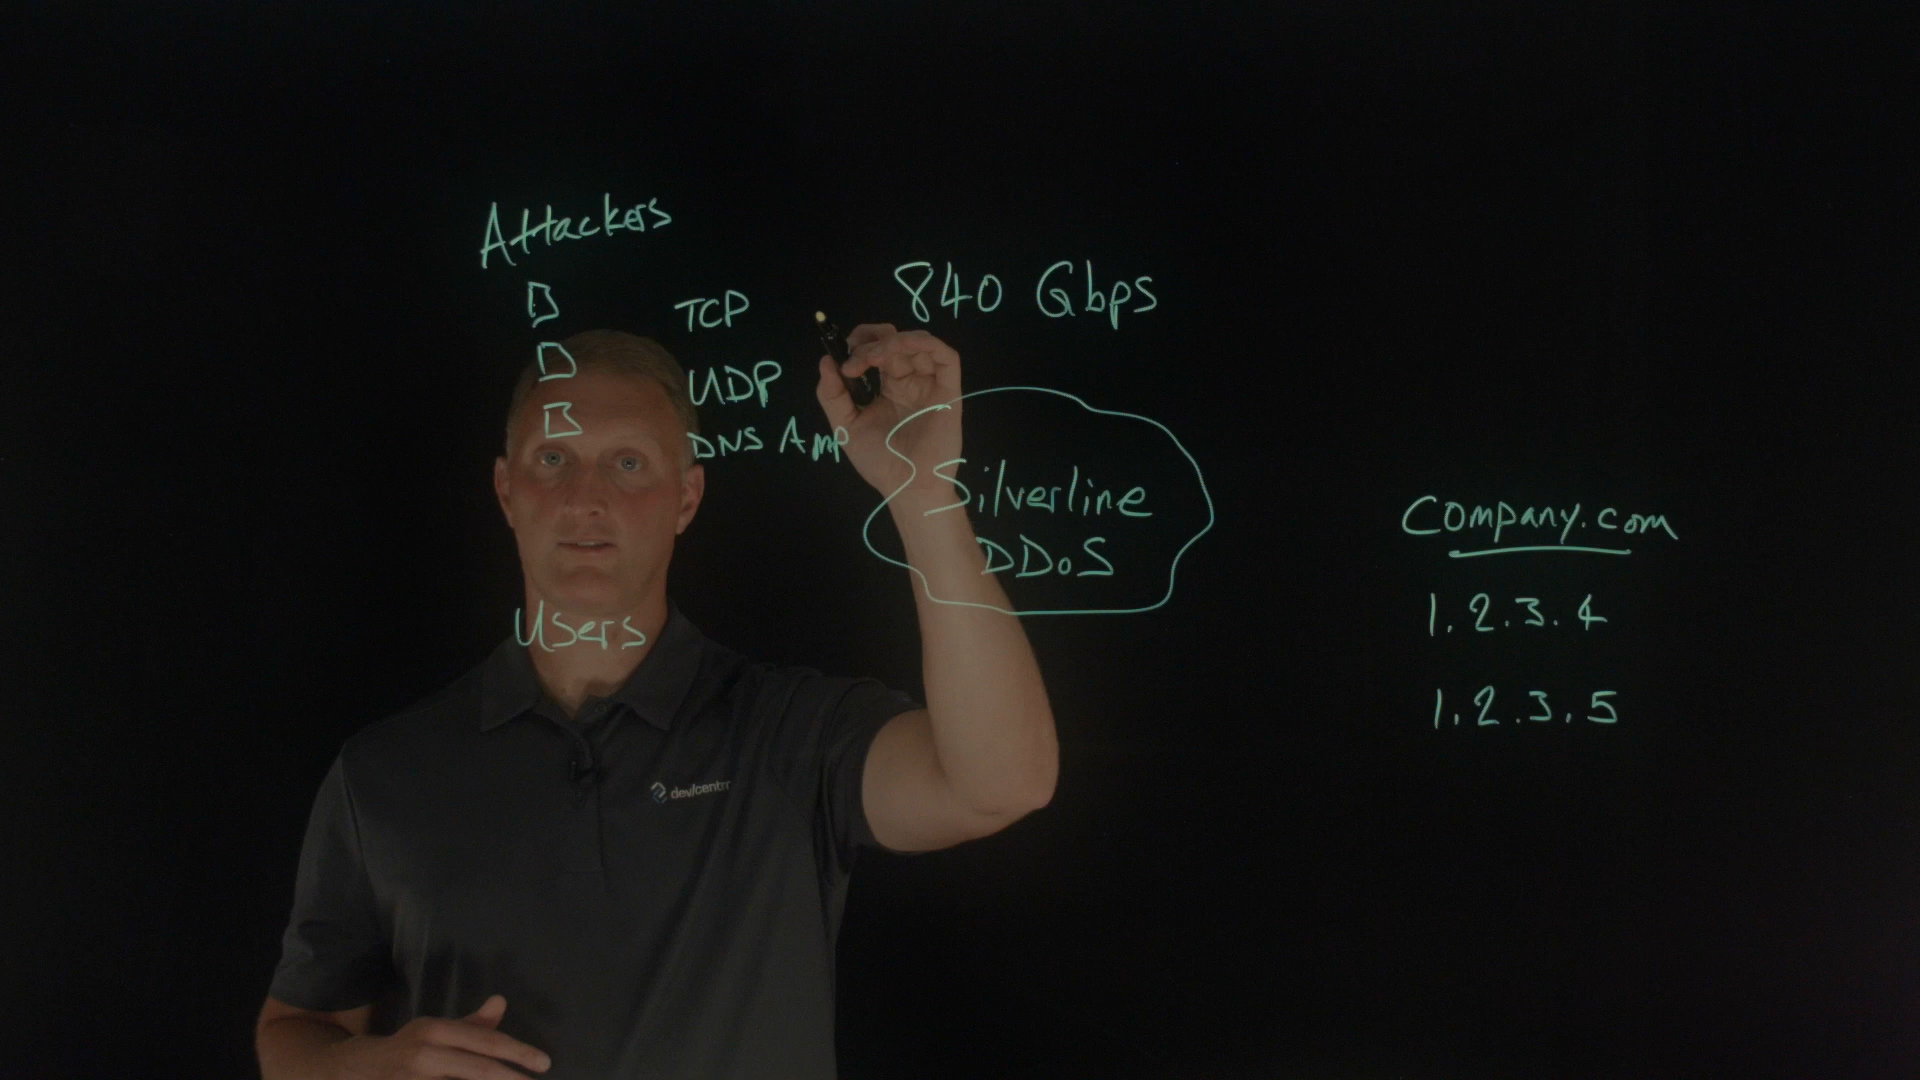 Attackers
TCP
840 Gbps
UDP
DNS Amp
Silverline
DDoS
Company.com
1.2.3.4
1.2.3.5
Users